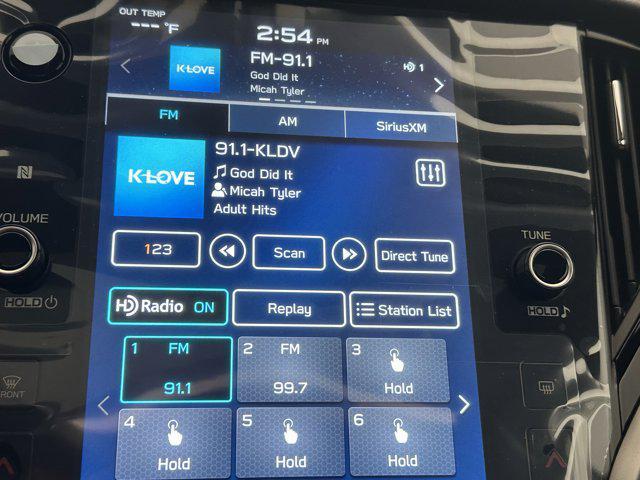 OUT TEMP
--- °F
2:54 PM
K-LOVE
FM-91.1
God Did It
Micah Tyler
HD 1
FM
AM
SiriusXM
K-LOVE
91.1-KLDV
God Did It
Micah Tyler
Adult Hits
123
Scan
Direct Tune
HD Radio ON
Replay
Station List
1 FM
91.1
2 FM
99.7
3
Hold
4
Hold
5
Hold
6
Hold
N
VOLUME
HOLD
FRONT
TUNE
HOLD